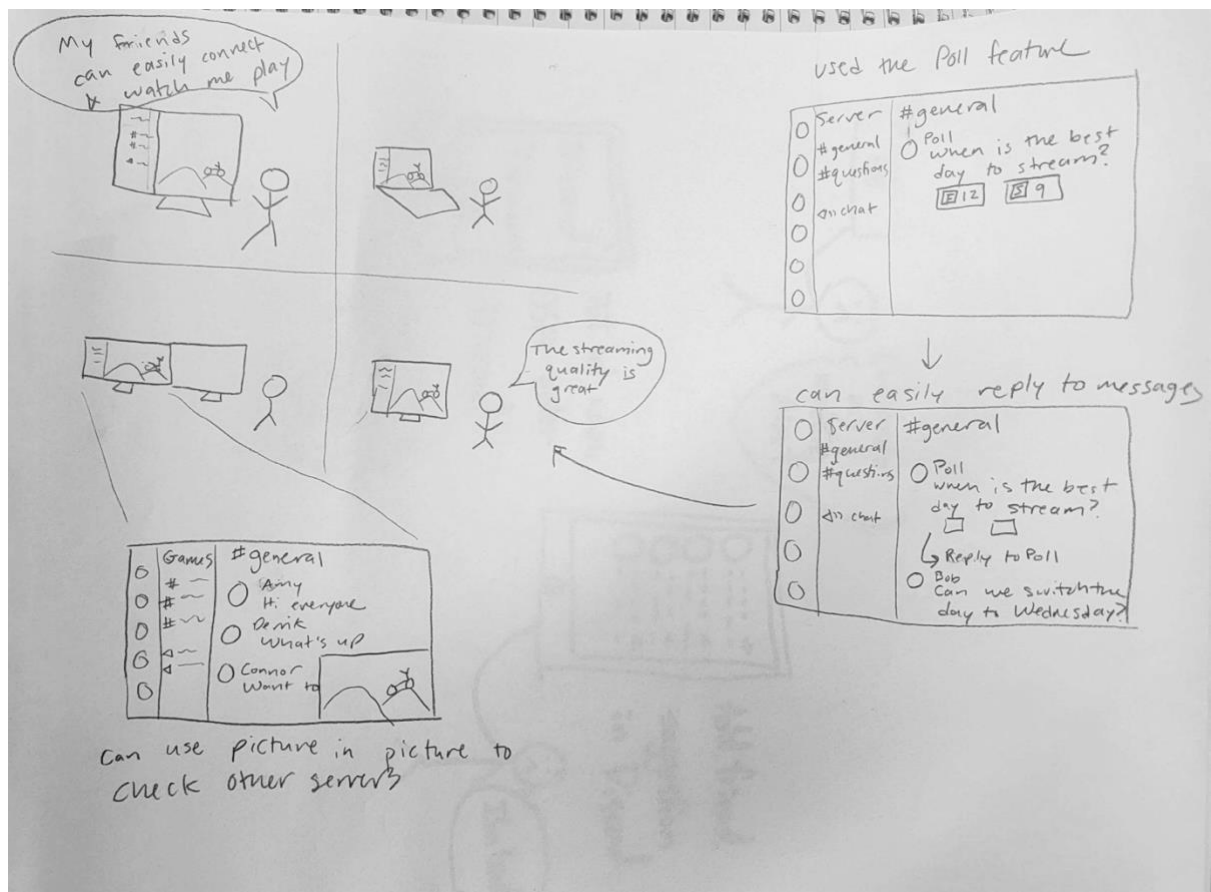 My friends
can easily connect
& watch me play
used the Poll feature
Server
#general
#questions
chat
#general
Poll
when is the best
day to stream?
E 12
S 9
The streaming
quality is
great
can easily reply to messages
Server
#general
#questions
chat
#general
Poll
when is the best
day to stream?
Reply to Poll
Bob
Can we switch the
day to Wednesday?
Games
#
#
#
#general
Amy
Hi everyone
Derrik
What's up
Connor
Want to
Can use picture in picture to
check other servers